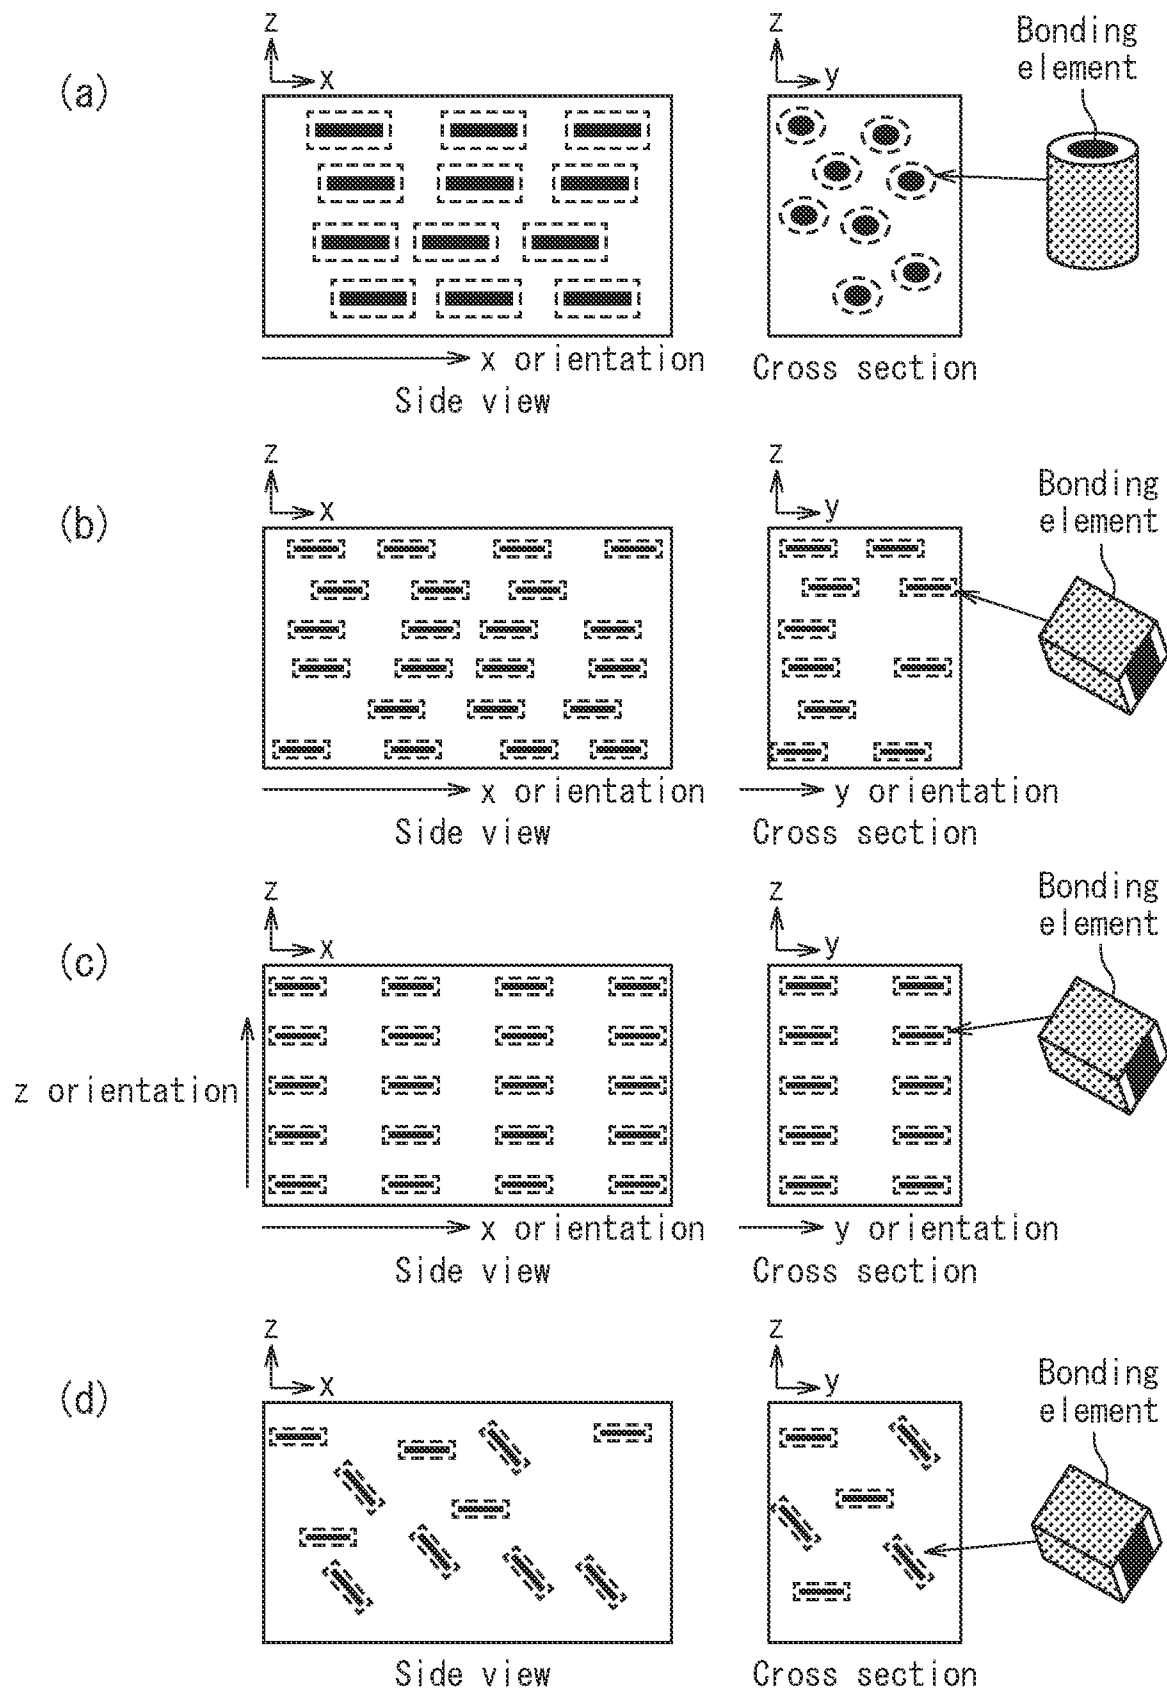 (a)
z
x
z
y
Bonding
element
x orientation
Side view
Cross section
(b)
z
x
z
y
Bonding
element
x orientation
y orientation
Side view
Cross section
(c)
z
x
z
y
Bonding
element
z orientation
x orientation
y orientation
Side view
Cross section
(d)
z
x
z
y
Bonding
element
Side view
Cross section